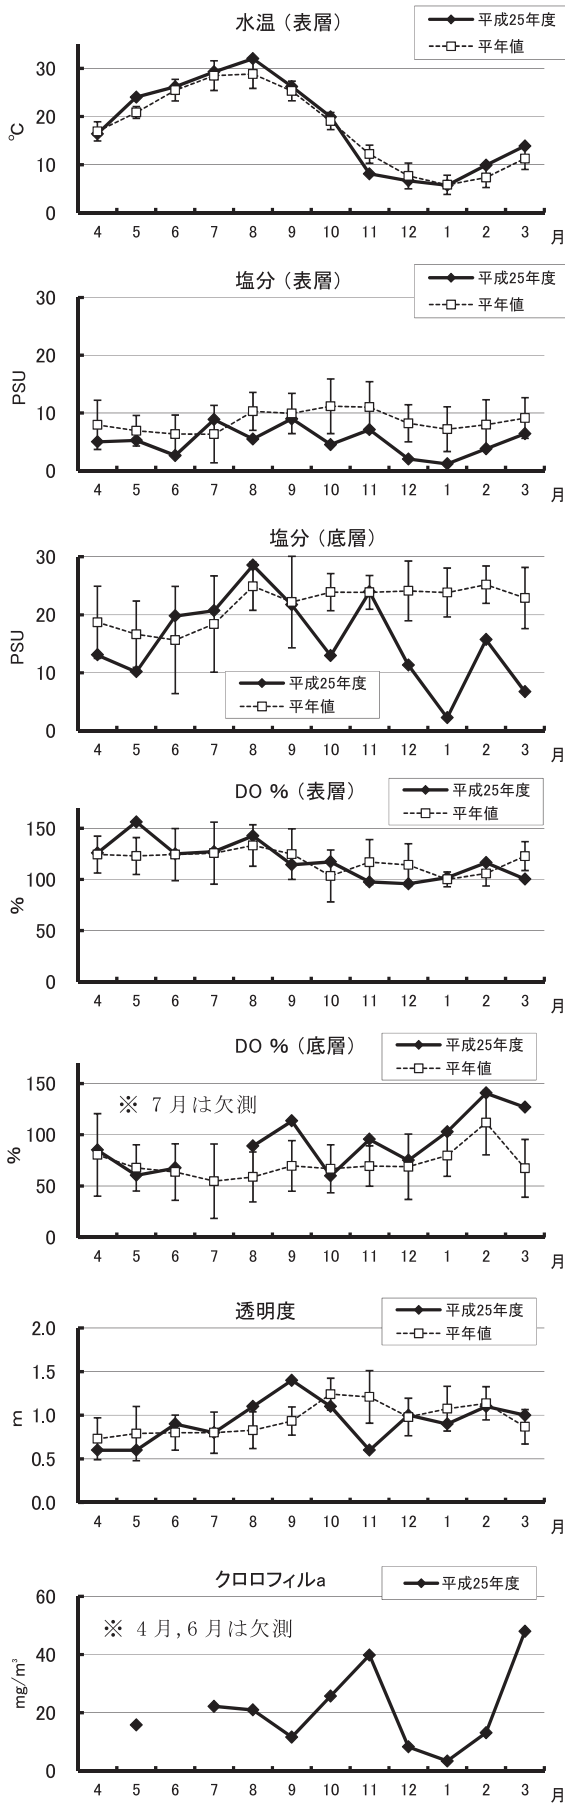 水温（表層）
平成25年度
平年値
℃
30
20
10
0
4 5 6 7 8 9 10 11 12 1 2 3 月
塩分（表層）
平成25年度
平年値
PSU
30
20
10
0
4 5 6 7 8 9 10 11 12 1 2 3 月
塩分（底層）
PSU
30
20
10
0
平成25年度
平年値
4 5 6 7 8 9 10 11 12 1 2 3 月
DO %（表層）
平成25年度
平年値
%
150
100
50
0
4 5 6 7 8 9 10 11 12 1 2 3 月
DO %（底層）
平成25年度
平年値
※ 7月は欠測
%
150
100
50
0
4 5 6 7 8 9 10 11 12 1 2 3 月
透明度
平成25年度
平年値
m
2.0
1.5
1.0
0.5
0.0
4 5 6 7 8 9 10 11 12 1 2 3 月
クロロフィルa
平成25年度
※ 4月,6月は欠測
mg/m³
60
40
20
0
4 5 6 7 8 9 10 11 12 1 2 3 月